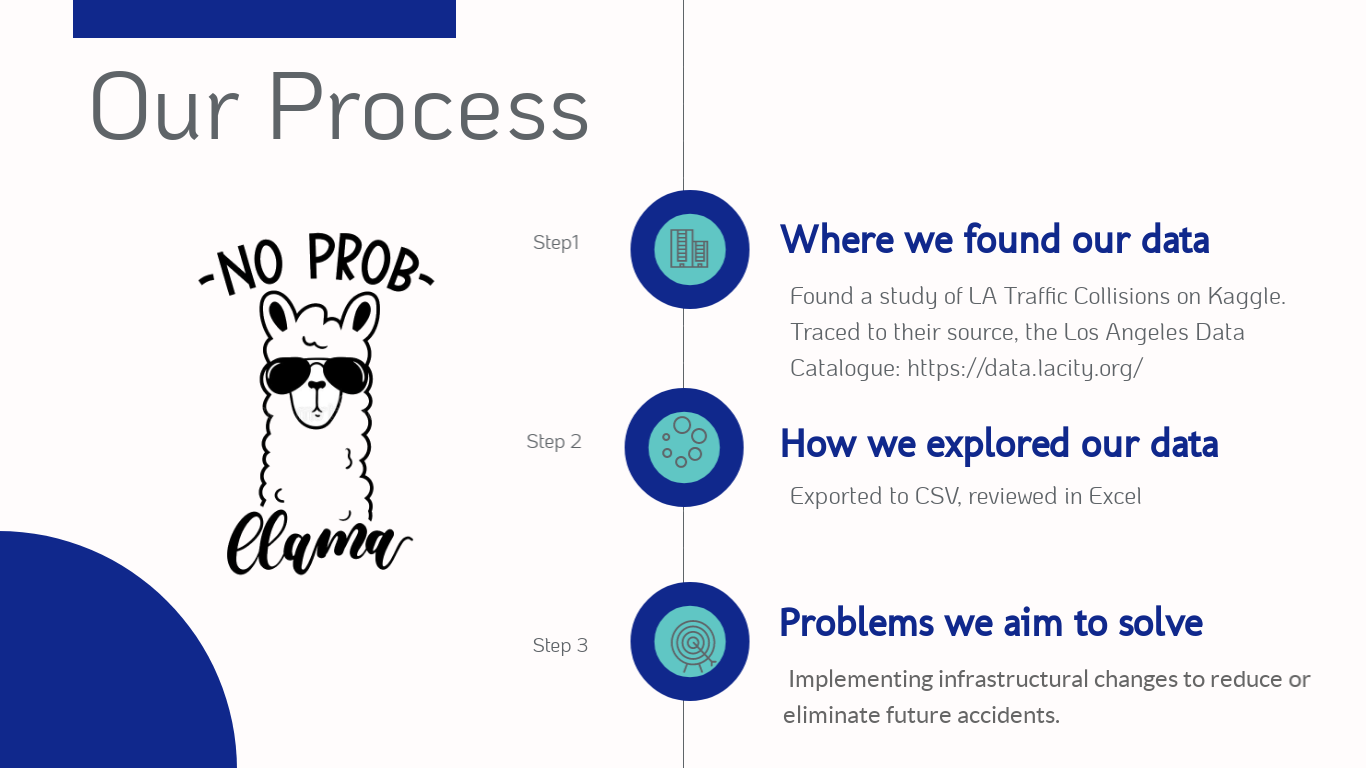 Our Process
-NO PROB-
llama
Step1
Where we found our data
Found a study of LA Traffic Collisions on Kaggle.
Traced to their source, the Los Angeles Data
Catalogue: https://data.lacity.org/
Step 2
How we explored our data
Exported to CSV, reviewed in Excel
Step 3
Problems we aim to solve
Implementing infrastructural changes to reduce or
eliminate future accidents.